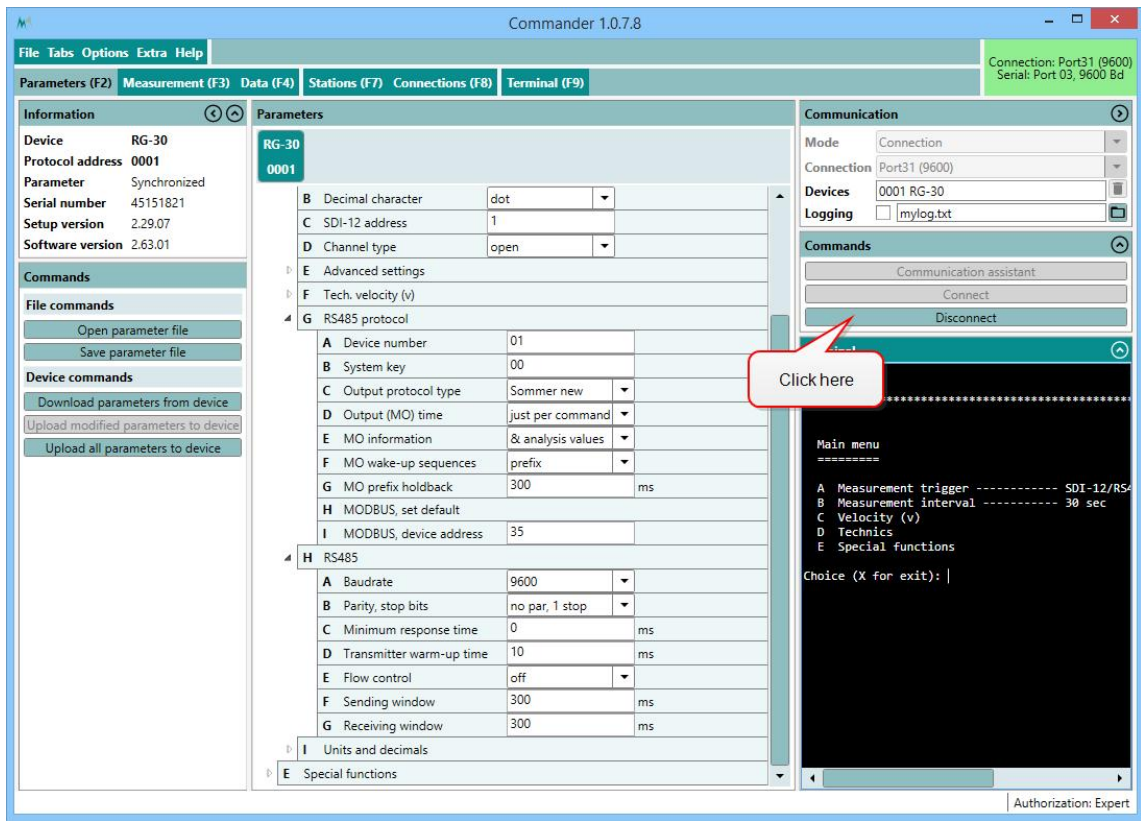 Commander 1.0.7.8
File Tabs Options Extra Help
Connection: Port31 (9600)
Serial: Port 03, 9600 Bd
Parameters (F2) Measurement (F3) Data (F4) Stations (F7) Connections (F8) Terminal (F9)
Information
Device RG-30
Protocol address 0001
Parameter Synchronized
Serial number 45151821
Setup version 2.29.07
Software version 2.63.01
Commands
File commands
Open parameter file
Save parameter file
Device commands
Download parameters from device
Upload modified parameters to device
Upload all parameters to device
Parameters
RG-30
0001
B Decimal character dot
C SDI-12 address 1
D Channel type open
E Advanced settings
F Tech. velocity (v)
G RS485 protocol
A Device number 01
B System key 00
C Output protocol type Sommer new
D Output (MO) time just per command
E MO information & analysis values
F MO wake-up sequences prefix
G MO prefix holdback 300 ms
H MODBUS, set default
I MODBUS, device address 35
H RS485
A Baudrate 9600
B Parity, stop bits no par, 1 stop
C Minimum response time 0 ms
D Transmitter warm-up time 10 ms
E Flow control off
F Sending window 300 ms
G Receiving window 300 ms
I Units and decimals
E Special functions
Communication
Mode Connection
Connection Port31 (9600)
Devices 0001 RG-30
Logging mylog.txt
Commands
Communication assistant
Connect
Disconnect
Click here
****************************************
Main menu
=========
A Measurement trigger ------------ SDI-12/RS4
B Measurement interval ----------- 30 sec
C Velocity (v)
D Technics
E Special functions
Choice (X for exit): |
Authorization: Expert